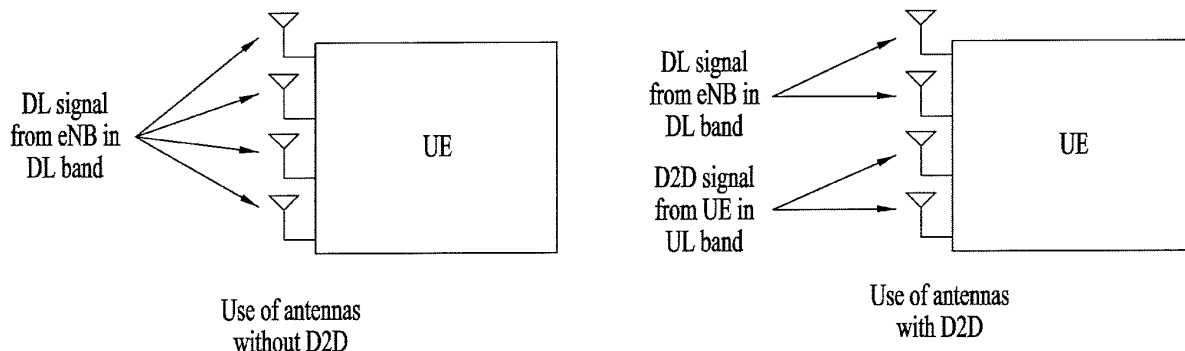 DL signal
from eNB in
DL band
UE
Use of antennas
without D2D
DL signal
from eNB in
DL band
D2D signal
from UE in
UL band
UE
Use of antennas
with D2D